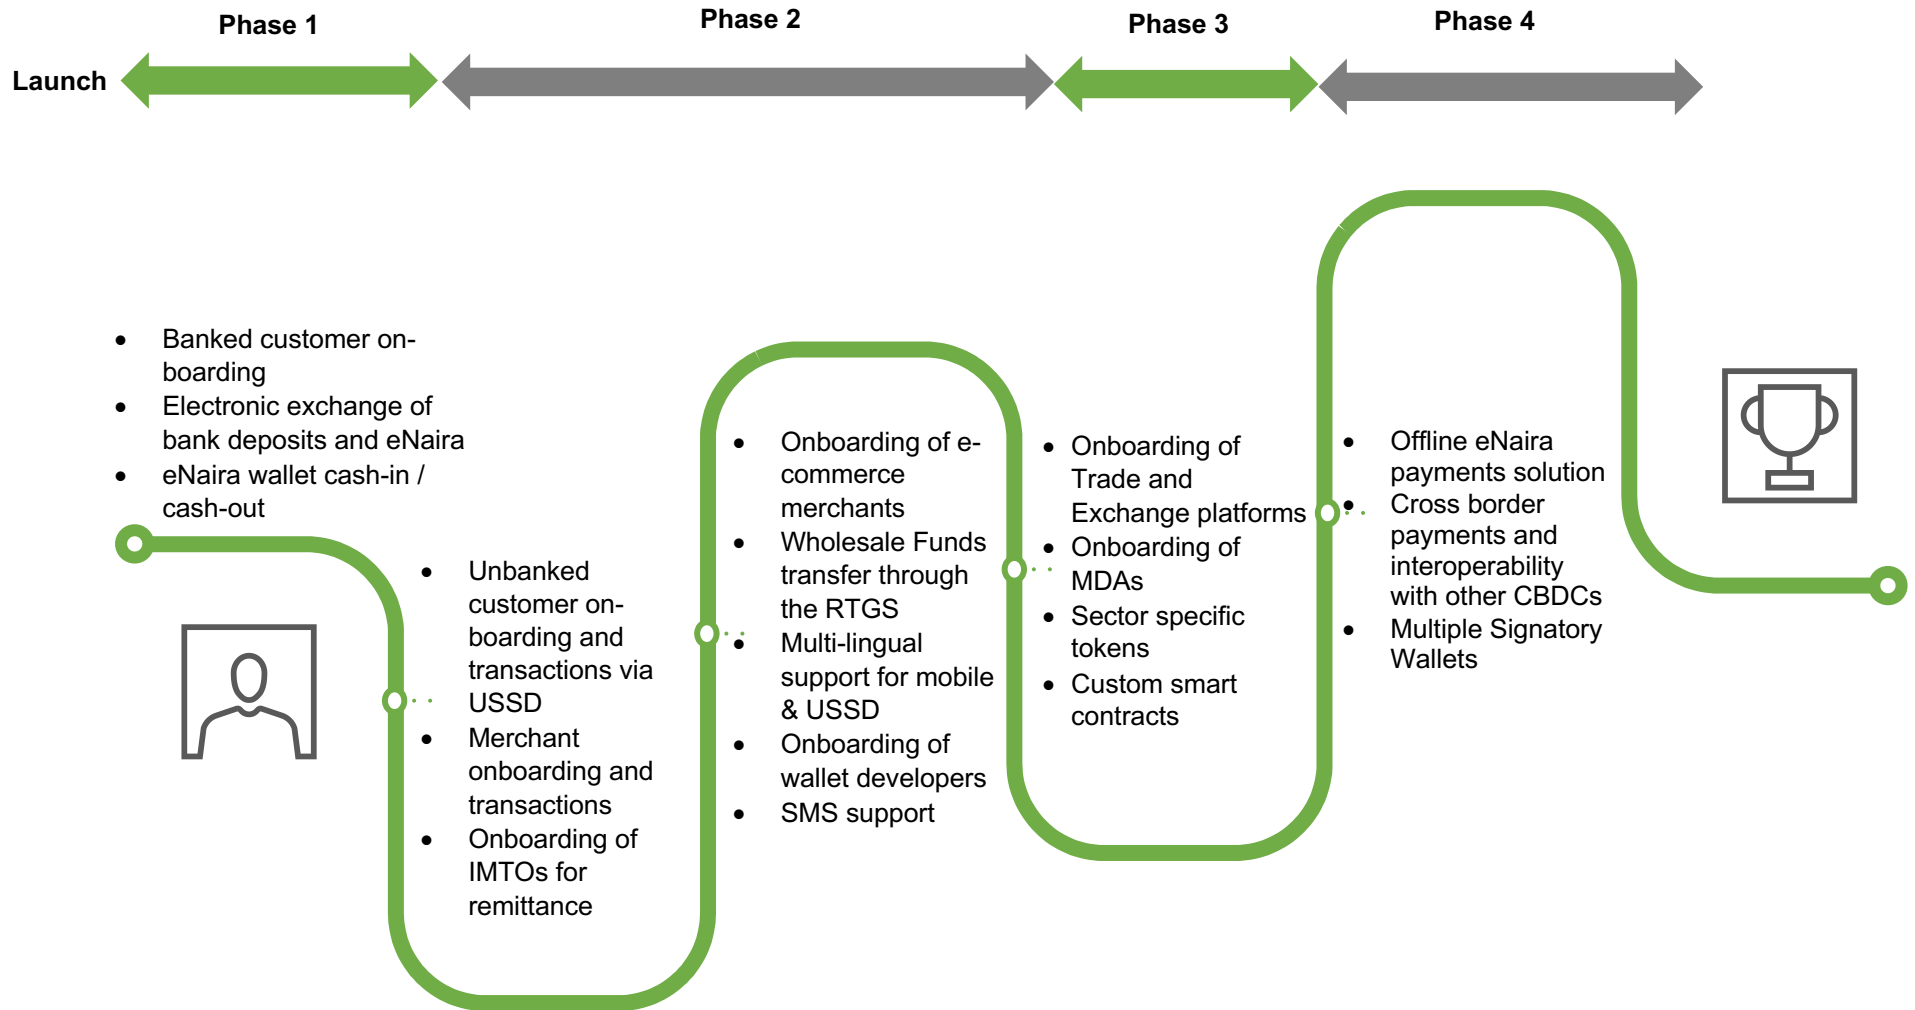 Phase 1
Phase 2
Phase 3
Phase 4
Launch
• Banked customer on-
boarding
• Electronic exchange of
bank deposits and eNaira
• eNaira wallet cash-in /
cash-out
• Unbanked
customer on-
boarding and
transactions via
USSD
• Merchant
onboarding and
transactions
• Onboarding of
IMTOs for
remittance
• Onboarding of e-
commerce
merchants
• Wholesale Funds
transfer through
the RTGS
• Multi-lingual
support for mobile
& USSD
• Onboarding of
wallet developers
• SMS support
• Onboarding of
Trade and
Exchange platforms
• Onboarding of
MDAs
• Sector specific
tokens
• Custom smart
contracts
• Offline eNaira
payments solution
• Cross border
payments and
interoperability
with other CBDCs
• Multiple Signatory
Wallets